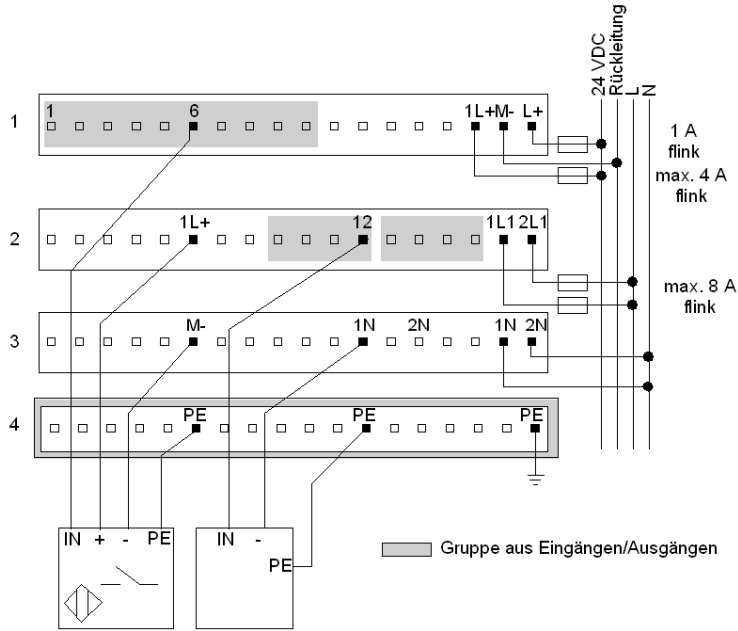 24 VDC
Rückleitung
L
N
1
1 6 1L+ M- L+
1 A
flink
max. 4 A
flink
2
1L+ 12 1L1 2L1
max. 8 A
flink
3
M- 1N 2N 1N 2N
4
PE PE PE
IN + - PE
IN -
PE
Gruppe aus Eingängen/Ausgängen